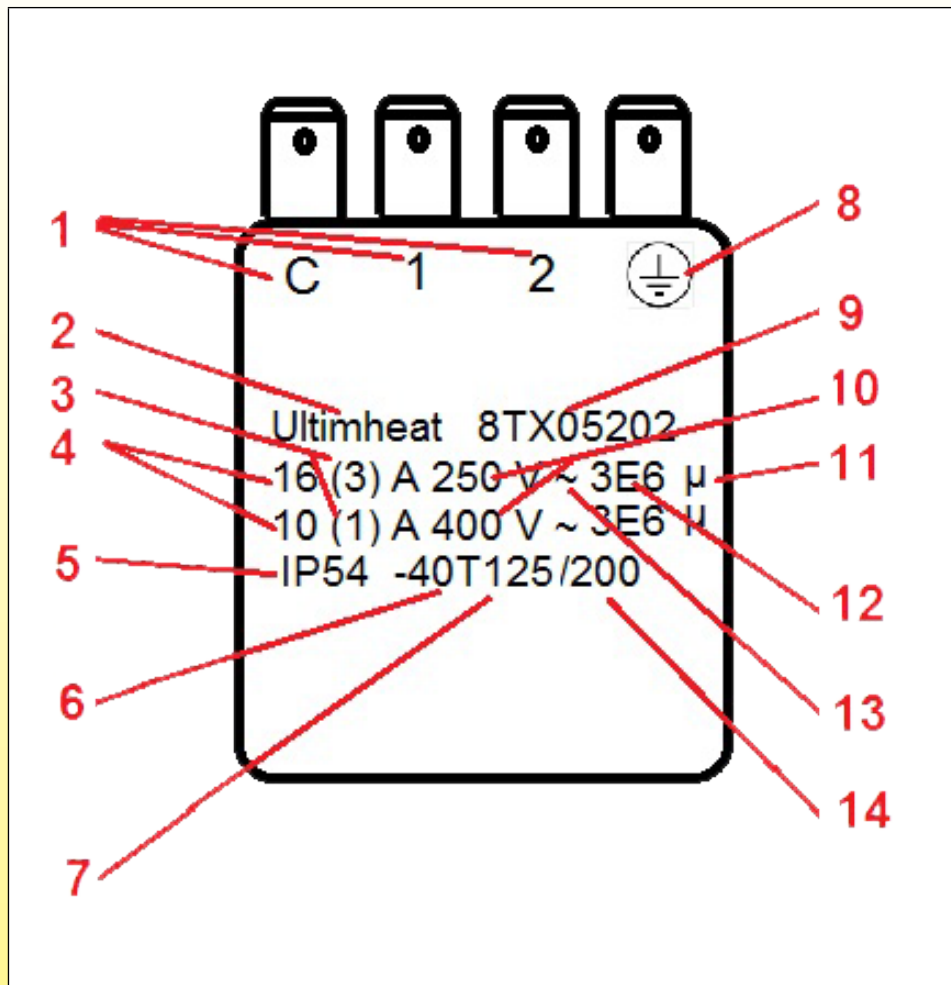 1 C 1 2 8
2 9
3 10
Ultimheat 8TX05202
4 16 (3) A 250 V ~ 3E6 µ 11
10 (1) A 400 V ~ 3E6 µ
5 IP54 -40T125/200 12
6 13
14
7